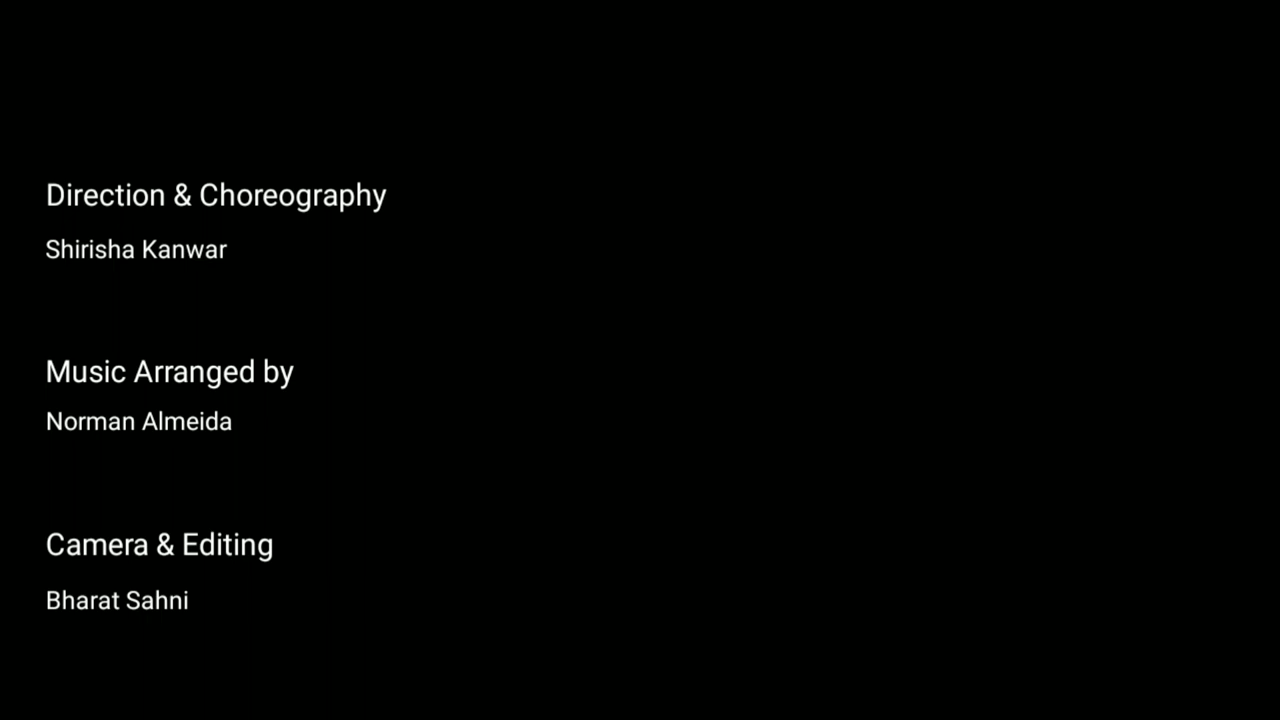 Direction & Choreography
Shirisha Kanwar
Music Arranged by
Norman Almeida
Camera & Editing
Bharat Sahni